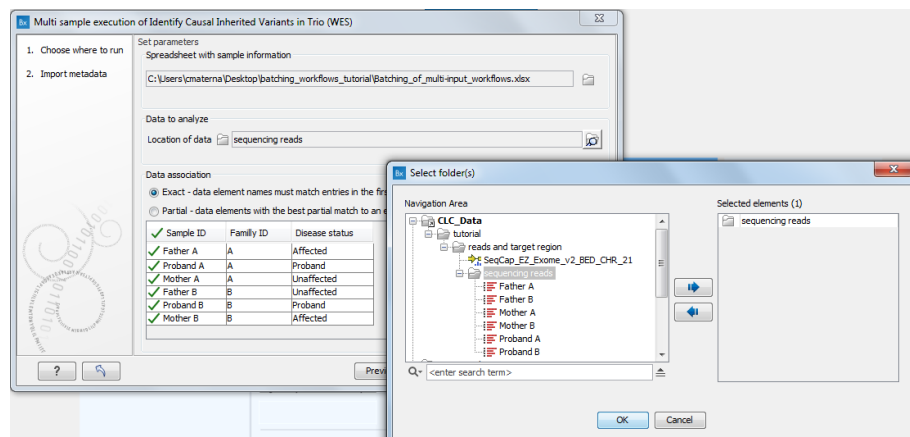 Multi sample execution of Identify Causal Inherited Variants in Trio (WES)
1. Choose where to run
2. Import metadata
Set parameters
Spreadsheet with sample information
C:\Users\cmaterna\Desktop\batching_workflows_tutorial\Batching_of_multi-input_workflows.xlsx
Data to analyze
Location of data sequencing reads
Data association
Exact - data element names must match entries in the firs
Partial - data elements with the best partial match to an e
Sample ID Familly ID Disease status
Father A A Affected
Proband A A Proband
Mother A A Unaffected
Father B B Unaffected
Proband B B Proband
Mother B B Affected
? Previ
Select folder(s)
Navigation Area
CLC_Data
tutorial
reads and target region
SeqCap_EZ_Exome_v2_BED_CHR_21
sequencing reads
Father A
Father B
Mother A
Mother B
Proband A
Proband B
<enter search term>
Selected elements (1)
sequencing reads
OK Cancel